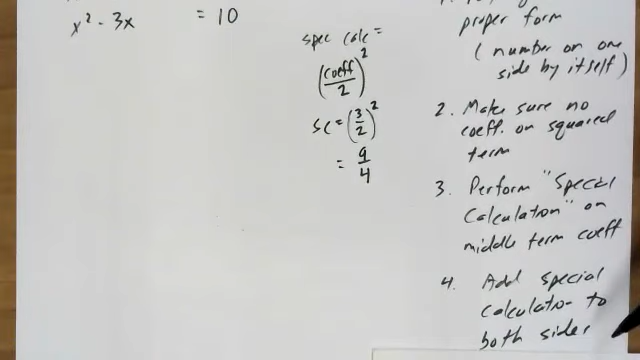 x² - 3x = 10
spec calc =
(coeff/2)²
sc = (3/2)²
= 9/4
proper form
(number on one
side by itself)
2. Make sure no
coeff. on squared
term
3. Perform "Special
Calculation" on
middle term coeff
4. Add special
calculation to
both sides